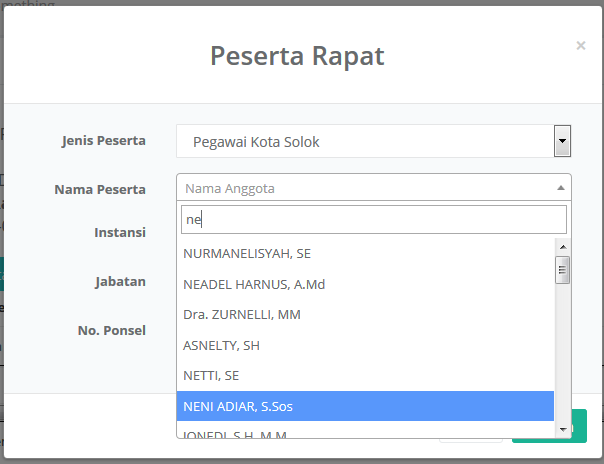 mething
×
Peserta Rapat
Jenis Peserta
Pegawai Kota Solok
Nama Peserta
Nama Anggota
ne
Instansi
NURMANELISYAH, SE
Jabatan
NEADEL HARNUS, A.Md
Dra. ZURNELLI, MM
No. Ponsel
ASNELTY, SH
NETTI, SE
NENI ADIAR, S.Sos
JONEDI, S.H, M.M